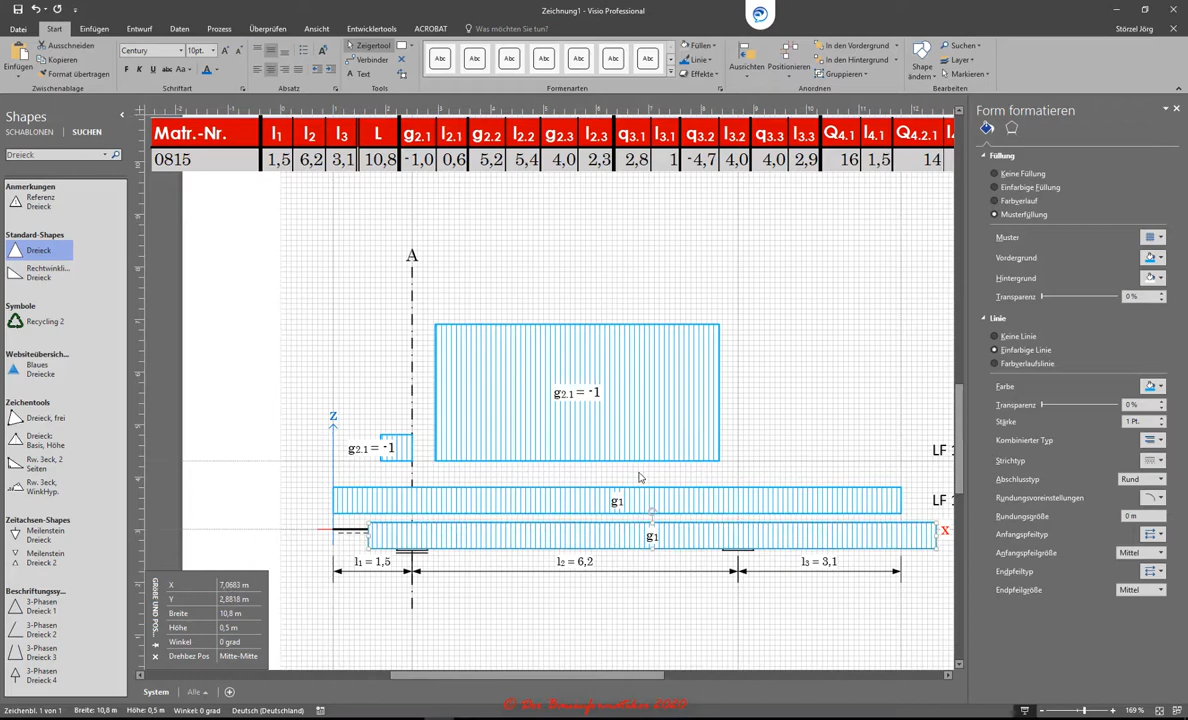 Zeichnung1 - Visio Professional
Datei Start Einfügen Entwurf Daten Prozess Überprüfen Ansicht Entwicklertools ACROBAT Was möchten Sie tun? Störzel Jörg
Einfügen
Ausschneiden
Kopieren
Format übertragen
Zwischenablage
Century 10pt.
F K U abc Aa A
Schriftart
Absatz
Zeigertool
Verbinder
Text
Tools
Abc Abc Abc Abc Abc Abc Abc
Formenarten
Füllen
Linie
Effekte
Ausrichten Positionieren
In den Vordergrund
In den Hintergrund
Gruppieren
Anordnen
Shape ändern
Suchen
Layer
Markieren
Bearbeiten
Shapes
SCHABLONEN SUCHEN
Dreieck
Anmerkungen
Referenz Dreieck
Standard-Shapes
Dreieck
Rechtwinkli... Dreieck
Symbole
Recycling 2
Websiteübersich...
Blaues Dreiecke
Zeichentools
Dreieck, frei
Dreieck: Basis, Höhe
Rw. 3eck, 2 Seiten
Rw. 3eck, WinkHyp.
Zeitachsen-Shapes
Meilenstein Dreieck
Meilenstein Dreieck 2
Beschriftungssy...
3-Phasen Dreieck 1
3-Phasen Dreieck 2
3-Phasen Dreieck 3
3-Phasen Dreieck 4
Matr.-Nr. l1 l2 l3 L g2.1 l2.1 g2.2 l2.2 g2.3 l2.3 q3.1 l3.1 q3.2 l3.2 q3.3 l3.3 Q4.1 l4.1 Q4.2.1
0815 1,5 6,2 3,1 10,8 -1,0 0,6 5,2 5,4 4,0 2,3 2,8 1 -4,7 4,0 4,0 2,9 16 1,5 14
A
g2.1 = -1
z
g2.1 = -1
LF 1
g1
LF 1
g1
x
l1 = 1,5 l2 = 6,2 l3 = 3,1
GRÖßE UND POS...
X 7,0683 m
Y 2,8818 m
Breite 10,8 m
Höhe 0,5 m
Winkel 0 grad
Drehbez Pos Mitte-Mitte
Form formatieren
Füllung
Keine Füllung
Einfarbige Füllung
Farbverlauf
Musterfüllung
Muster
Vordergrund
Hintergrund
Transparenz 0 %
Linie
Keine Linie
Einfarbige Linie
Farbverlaufslinie
Farbe
Transparenz 0 %
Stärke 1 Pt.
Kombinierter Typ
Strichtyp
Abschlusstyp Rund
Rundungsvoreinstellungen
Rundungsgröße 0 m
Anfangspfeiltyp
Anfangspfeilgröße Mittel
Endpfeiltyp
Endpfeilgröße Mittel
System Alle
Zeichenbl. 1 von 1 Breite: 10,8 m Höhe: 0,5 m Winkel: 0 grad Deutsch (Deutschland) 169 %